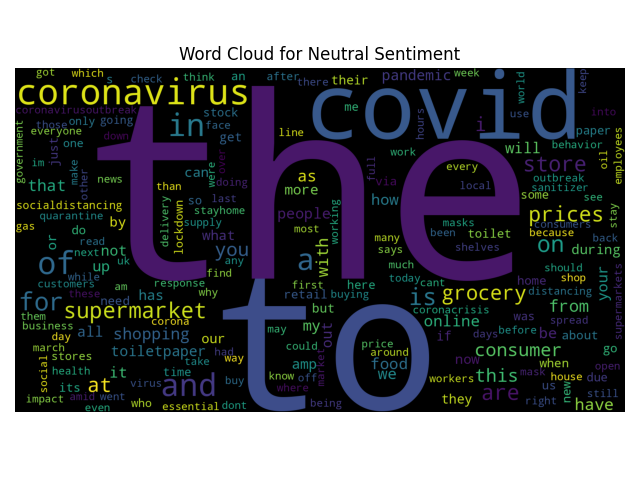 Word Cloud for Neutral Sentiment
got which s check think an after there their pandemic week world keep
coronavirus covid the to
coronavirusoutbreak those only going stock me hours i use into
everyone one just down in face get line paper
government im make other news that can were over doing than as more every work full via will behavior oil employees
socialdistancing quarantine by delivery lockdown so last stayhome people how local some store outbreak sanitizer see stay
gas or do not what supply you most with working many masks been toilet prices because consumers back
of read next up uk any a says shelves on during
customers while am response find first here much today cant home should shop distancing your
for these need has why retail buying coronacrisis is grocery from
them supermarket corona our but my out online was spread
business day all shopping had way may could price if days before be about
march stores toiletpaper take amp market around food now consumer when go open
social health it time know off we workers mask this us house due
its at virus and buy where they are new still
impact amid went who essential dont being right have
even